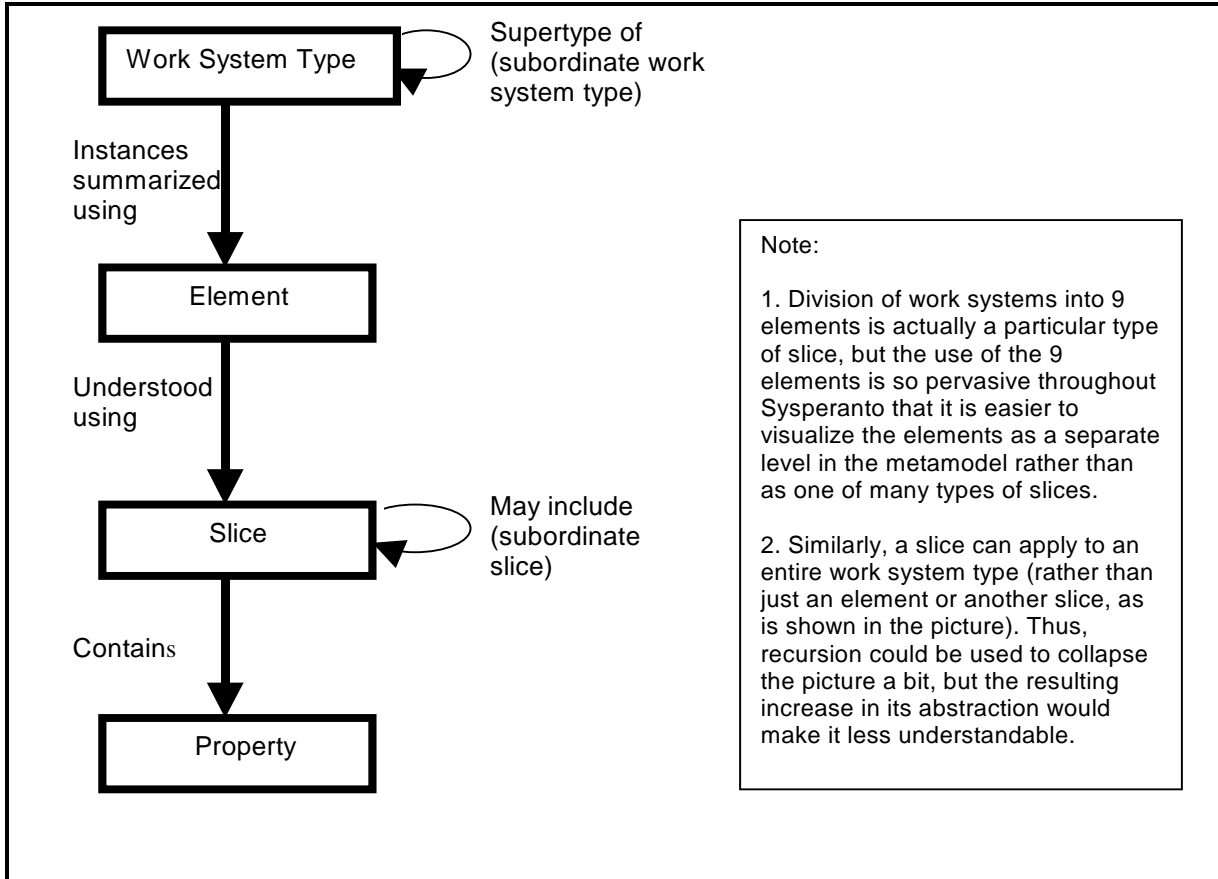 Work System Type
Supertype of
(subordinate work
system type)
Instances
summarized
using
Element
Understood
using
Slice
May include
(subordinate
slice)
Contains
Property
Note:
1. Division of work systems into 9
elements is actually a particular type
of slice, but the use of the 9
elements is so pervasive throughout
Sysperanto that it is easier to
visualize the elements as a separate
level in the metamodel rather than
as one of many types of slices.
2. Similarly, a slice can apply to an
entire work system type (rather than
just an element or another slice, as
is shown in the picture). Thus,
recursion could be used to collapse
the picture a bit, but the resulting
increase in its abstraction would
make it less understandable.